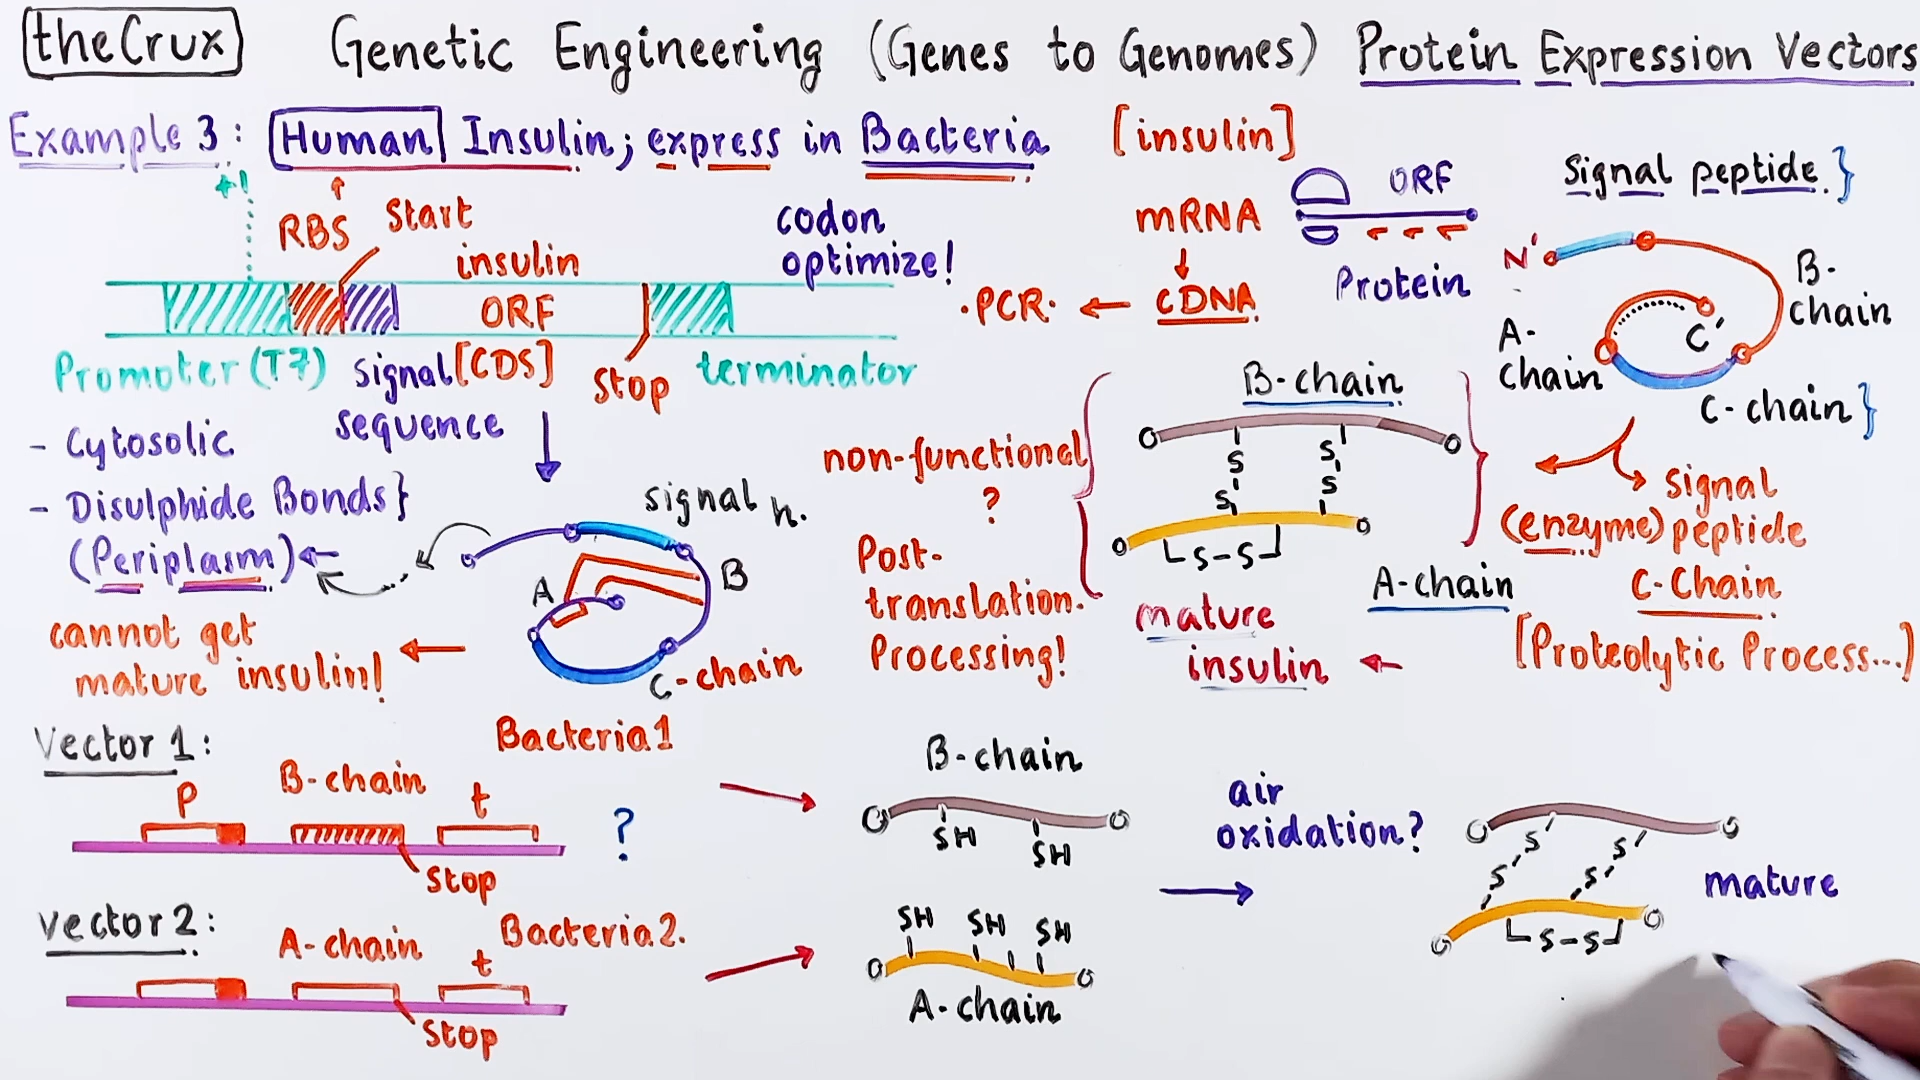 theCrux
Genetic Engineering (Genes to Genomes) Protein Expression Vectors
Example 3: Human Insulin; express in Bacteria
[insulin]
+1
RBS
Start
insulin
ORF
[CDS]
codon
optimize!
Promoter (T7)
signal
sequence
Stop
terminator
mRNA
cDNA
.PCR.
ORF
Protein
Signal peptide.}
N'
B-
chain
A-
chain
C'
C-chain}
- Cytosolic
- Disulphide Bonds}
(Periplasm)
cannot get
mature insulin!
signal n.
A
B
C-chain
non-functional
?
Post-
translation.
Processing!
B-chain
S
S
S
S
S-S
A-chain
mature
insulin
signal
(enzyme) peptide
C-Chain
[Proteolytic Process...]
Vector 1:
Bacteria 1
P
B-chain
t
Stop
?
Vector 2:
A-chain
Bacteria 2.
t
Stop
B-chain
SH
SH
SH
SH
SH
A-chain
air
oxidation?
S
S
S
S
S-S
mature